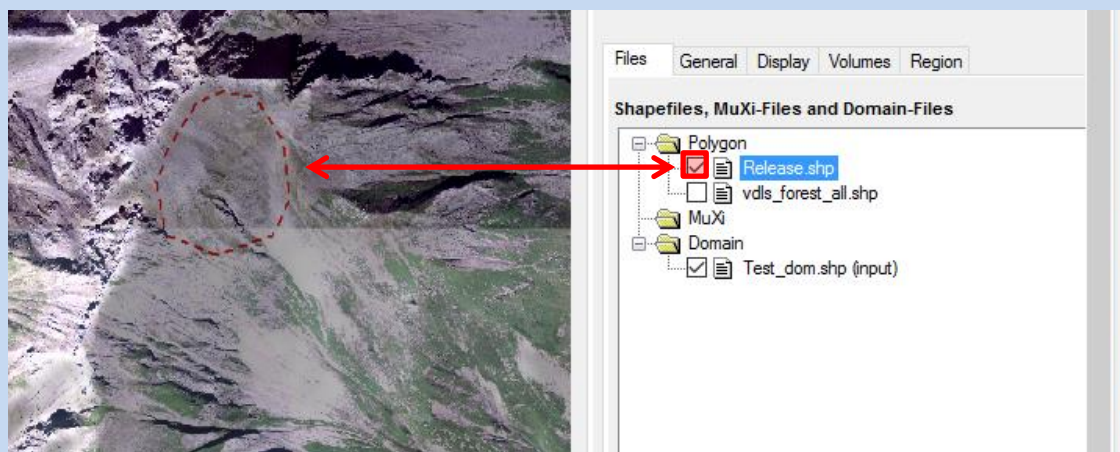 Files General Display Volumes Region
Shapefiles, MuXi-Files and Domain-Files
Polygon
Release.shp
vdls_forest_all.shp
MuXi
Domain
Test_dom.shp (input)